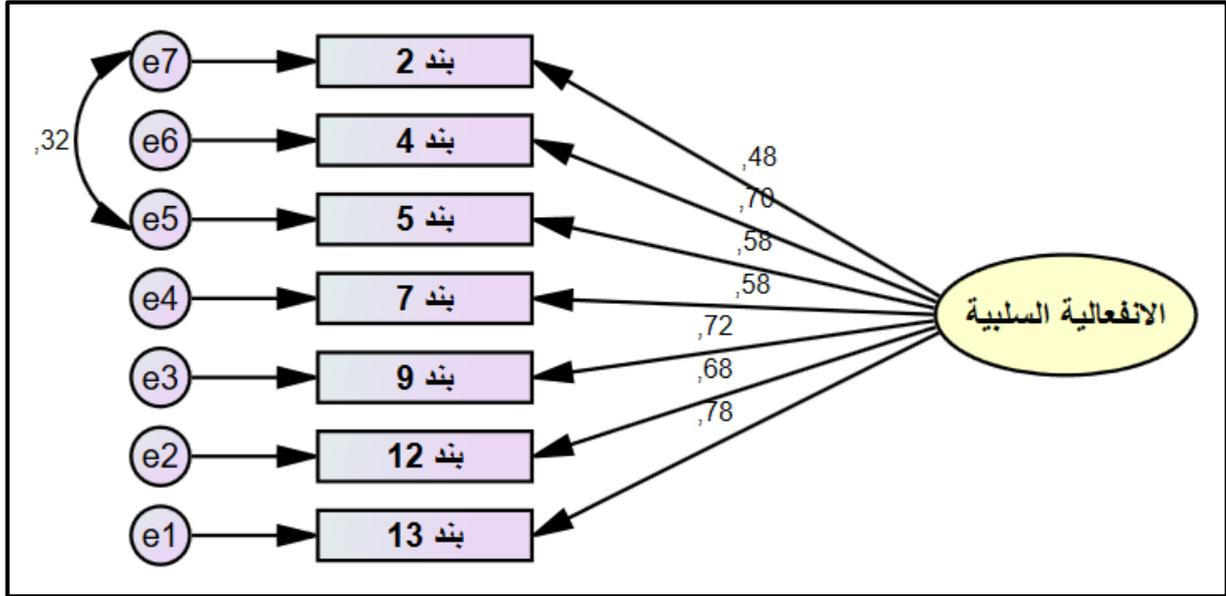 e7
بند 2
e6
بند 4
,32
e5
بند 5
e4
بند 7
e3
بند 9
e2
بند 12
e1
بند 13
,48
,70
,58
,58
,72
,68
,78
الانفعالية السلبية